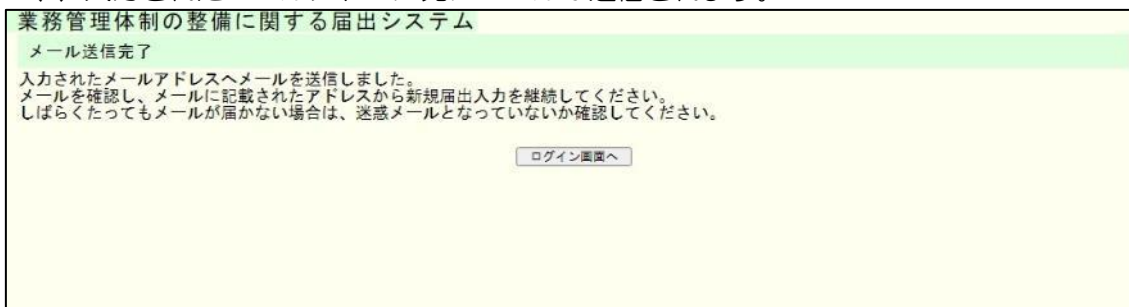 業務管理体制の整備に関する届出システム
メール送信完了
入力されたメールアドレスへメールを送信しました。
メールを確認し、メールに記載されたアドレスから新規届出入力を継続してください。
しばらくたってもメールが届かない場合は、迷惑メールとなっていないか確認してください。
ログイン画面へ